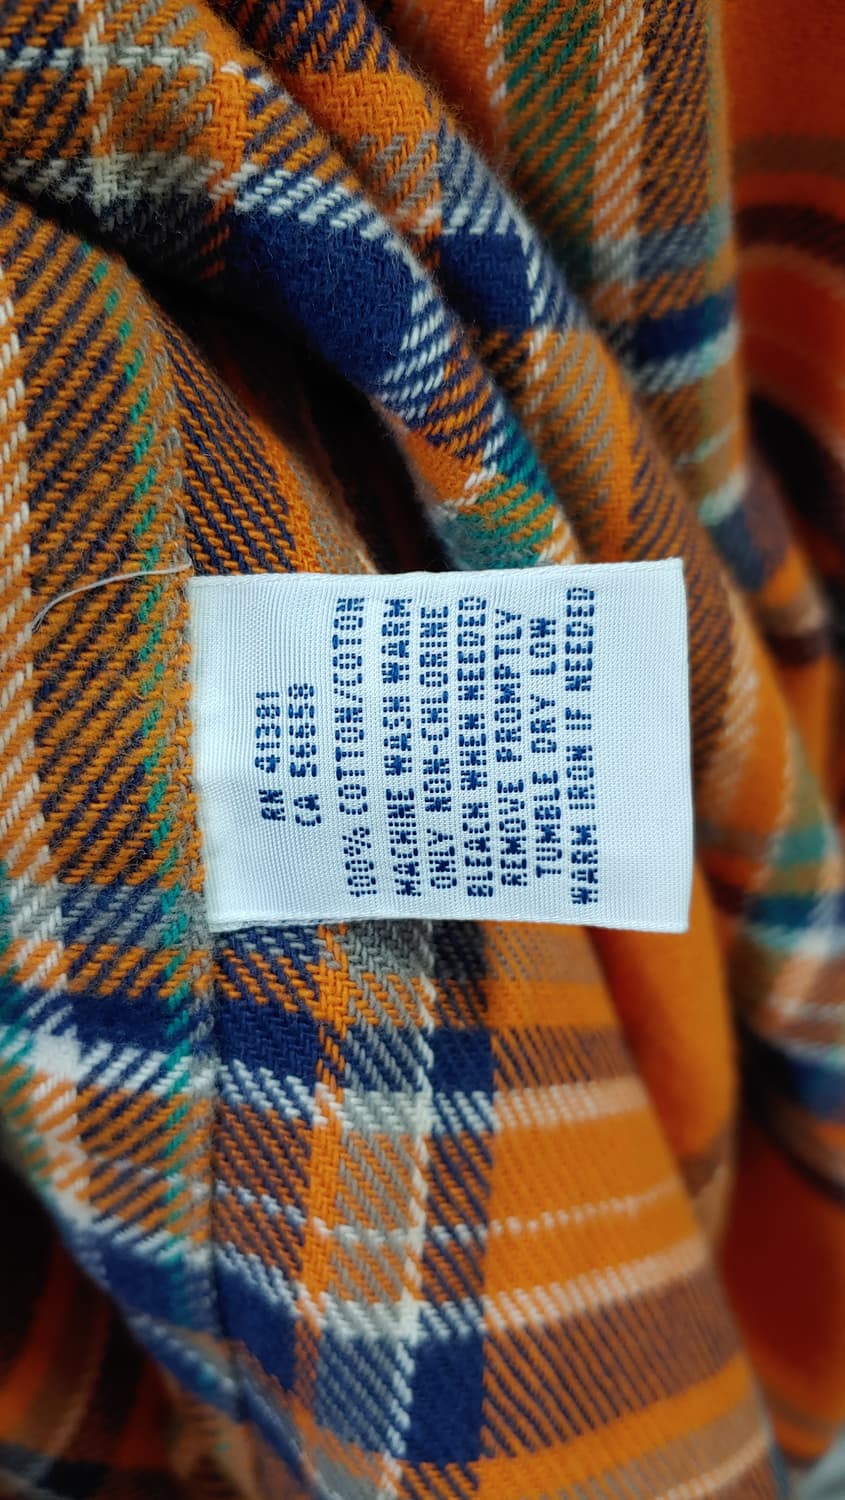 RN 41381
CA 56658
100% COTTON/COTON
MACHINE WASH WARM
ONLY NON-CHLORINE
BLEACH WHEN NEEDED
REMOVE PROMPTLY
TUMBLE DRY LOW
WARM IRON IF NEEDED